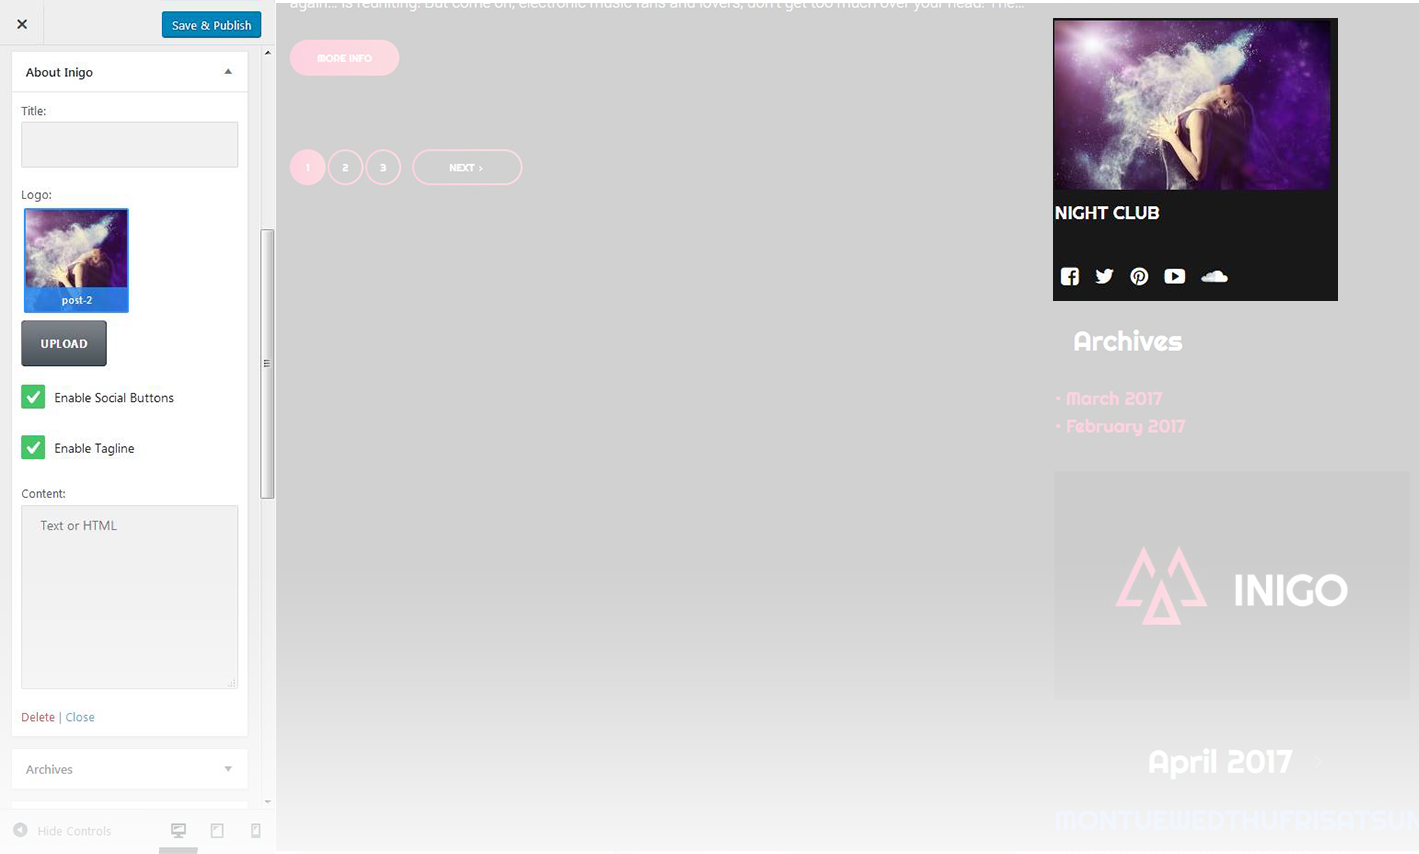 Save & Publish
About Inigo
Title:
Logo:
post-2
UPLOAD
Enable Social Buttons
Enable Tagline
Content:
Text or HTML
Delete | Close
Archives
Hide Controls
again... is reuniting! But come on, electronic music fans and lovers, don't get too much over your head! The...
MORE INFO
1 2 3 NEXT ›
NIGHT CLUB
Archives
• March 2017
• February 2017
INIGO
April 2017
MONTUEWEDTHUFRISATSUN